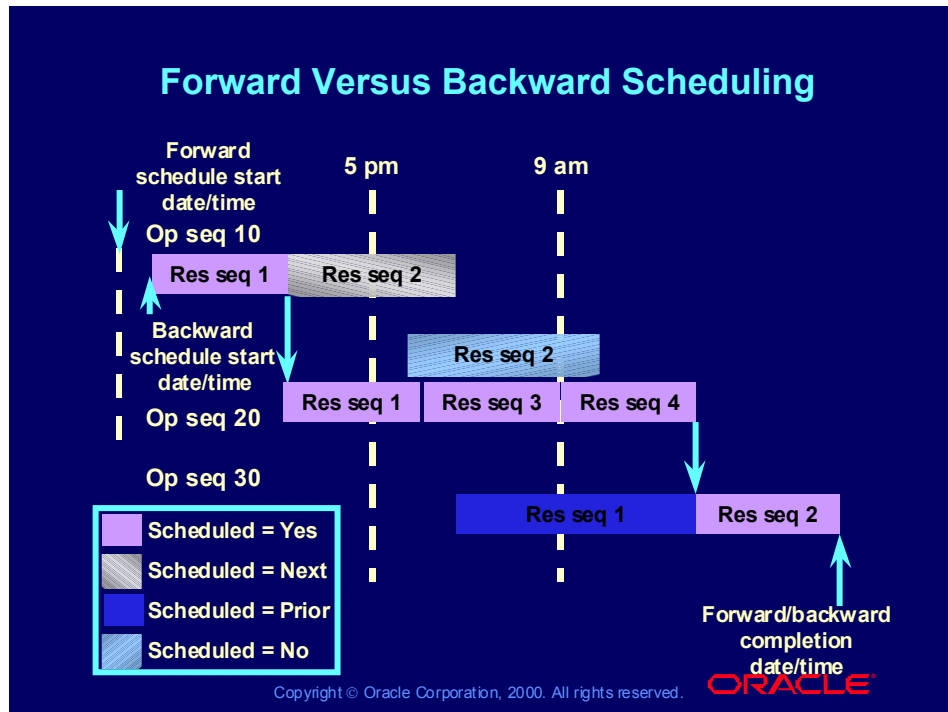 Forward Versus Backward Scheduling
Forward
schedule start
date/time
5 pm
9 am
Op seq 10
Res seq 1
Res seq 2
Backward
schedule start
date/time
Res seq 2
Op seq 20
Res seq 1
Res seq 3
Res seq 4
Op seq 30
Res seq 1
Res seq 2
Scheduled = Yes
Scheduled = Next
Scheduled = Prior
Scheduled = No
Forward/backward
completion
date/time
Copyright © Oracle Corporation, 2000. All rights reserved.
ORACLE®